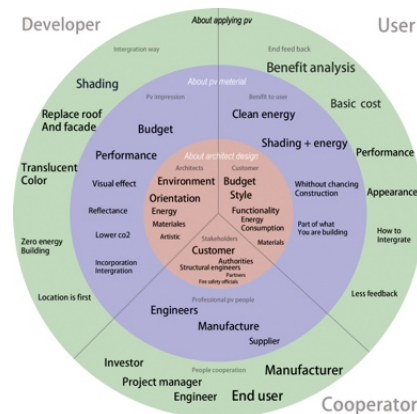 Developer
User
About applying pv
Intergration way
End feed back
Benefit analysis
Shading
Basic cost
Replace roof
And facade
Performance
Translucent
Color
Appearance
Zero energy
Building
How to
Intergrate
Location is first
Less feedback
About pv meterial
Pv impression
Benefit to user
Budget
Clean energy
Performance
Shading + energy
Visual effect
Whithout chancing
Construction
Reflectance
Part of what
You are building
Lower co2
Incorporation
Intergration
About architect design
Architects
Customer
Environment
Budget
Orientation
Style
Energy
Functionality
Materiales
Energy
Consumption
Artistic
Materials
Stakeholders
Customer
Authorities
Structural engineers
Partners
Fire safety officials
Professional pv people
Engineers
Manufacture
Supplier
People cooperation
Investor
Manufacturer
Project manager
Engineer
End user
Cooperator